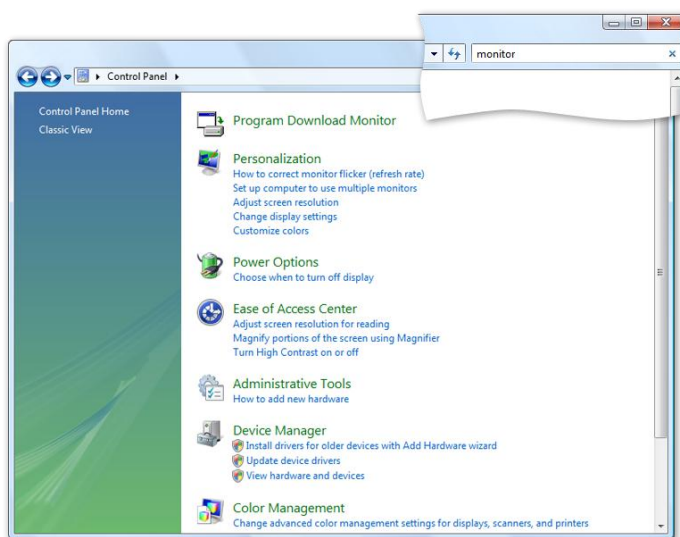 monitor
Control Panel
Control Panel Home
Classic View
Program Download Monitor
Personalization
How to correct monitor flicker (refresh rate)
Set up computer to use multiple monitors
Adjust screen resolution
Change display settings
Customize colors
Power Options
Choose when to turn off display
Ease of Access Center
Adjust screen resolution for reading
Magnify portions of the screen using Magnifier
Turn High Contrast on or off
Administrative Tools
How to add new hardware
Device Manager
Install drivers for older devices with Add Hardware wizard
Update device drivers
View hardware and devices
Color Management
Change advanced color management settings for displays, scanners, and printers